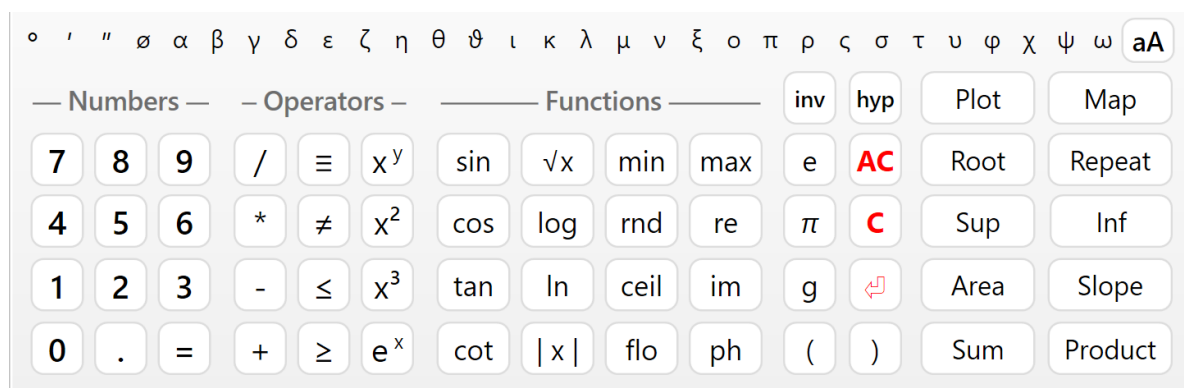 ° ′ ″ ø α β γ δ ε ζ η θ ϑ ι κ λ μ ν ξ ο π ρ ς σ τ υ φ χ ψ ω aA
Numbers Operators Functions inv hyp Plot Map
7 8 9 / ≡ x^y sin √x min max e AC Root Repeat
4 5 6 * ≠ x² cos log rnd re π C Sup Inf
1 2 3 - ≤ x³ tan ln ceil im g ⏎ Area Slope
0 . = + ≥ e^x cot |x| flo ph ( ) Sum Product